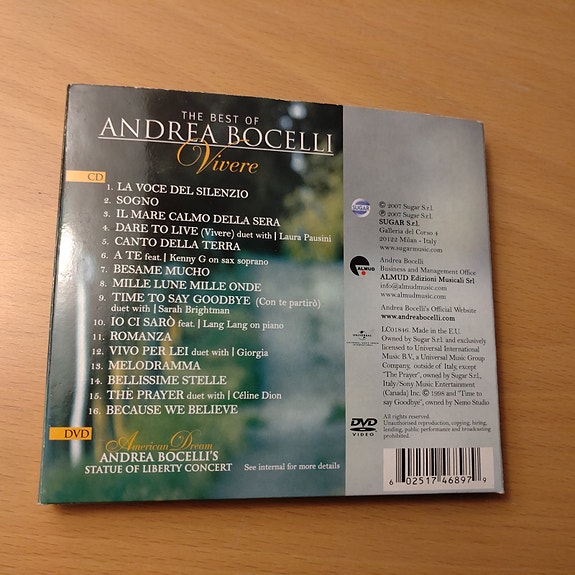 THE BEST OF
ANDREA BOCELLI
Vivere
CD
1. LA VOCE DEL SILENZIO
2. SOGNO
3. IL MARE CALMO DELLA SERA
4. DARE TO LIVE (Vivere) duet with | Laura Pausini
5. CANTO DELLA TERRA
6. A TE feat. | Kenny G on sax soprano
7. BESAME MUCHO
8. MILLE LUNE MILLE ONDE
9. TIME TO SAY GOODBYE (Con te partirò)
duet with | Sarah Brightman
10. IO CI SARÒ feat. | Lang Lang on piano
11. ROMANZA
12. VIVO PER LEI duet with | Giorgia
13. MELODRAMMA
14. BELLISSIME STELLE
15. THE PRAYER duet with | Céline Dion
16. BECAUSE WE BELIEVE
DVD
American Dream
ANDREA BOCELLI'S
STATUE OF LIBERTY CONCERT
See internal for more details
SUGAR
© 2007 Sugar S.r.l.
℗ 2007 Sugar S.r.l.
SUGAR S.r.l.
Galleria del Corso 4
20122 Milan - Italy
www.sugarmusic.com
ALMUD
Andrea Bocelli
Business and Management Office
ALMUD Edizioni Musicali Srl
info@almudmusic.com
www.almudmusic.com
Andrea Bocelli's Official Website
www.andreabocelli.com
UNIVERSAL
LC01846. Made in the E.U.
Owned by Sugar S.r.l. and exclusively
licensed to Universal International
Music B.V., a Universal Music Group
Company, outside of Italy, except
"The Prayer", owned by Sugar S.r.l.,
Italy/Sony Music Entertainment
(Canada) Inc. © 1998 and "Time to
say Goodbye", owned by Nemo Studio
DVD
VIDEO
All rights reserved.
Unauthorised reproduction, copying, hiring,
lending, public performance and broadcasting
prohibited.
6 02517 46897 9